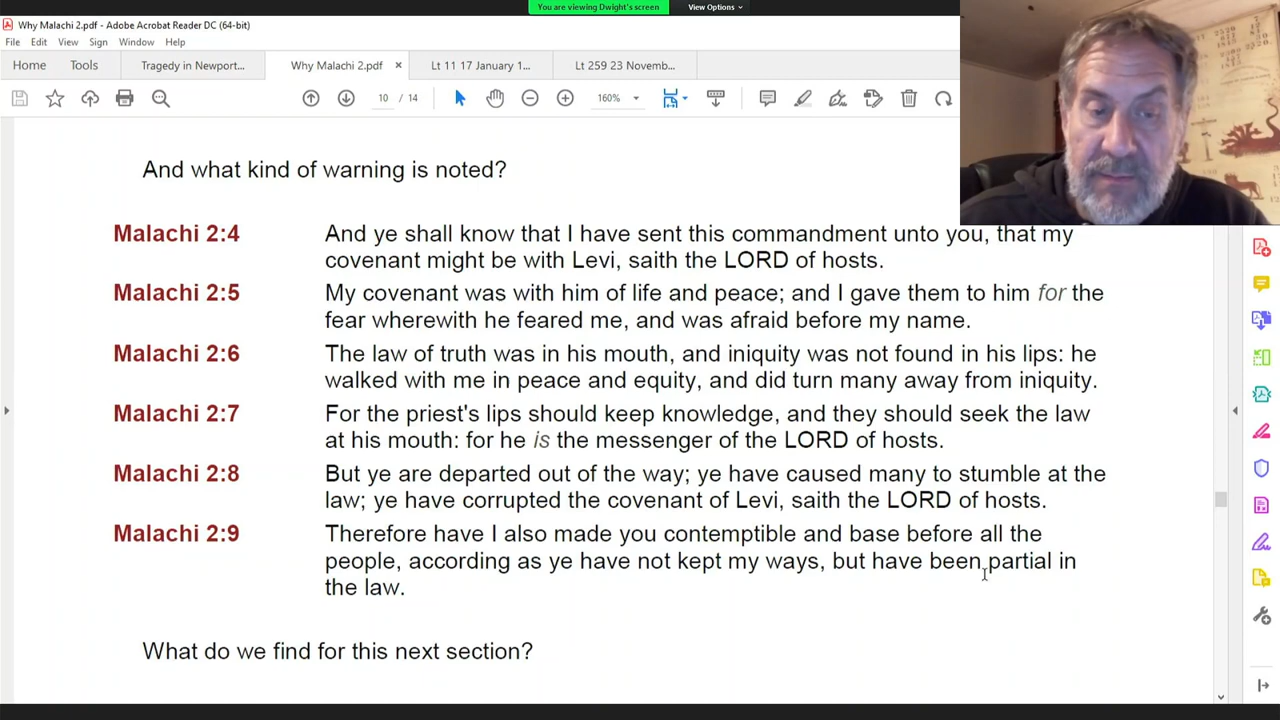 You are viewing Dwight's screen
View Options
Why Malachi 2.pdf - Adobe Acrobat Reader DC (64-bit)
File Edit View Sign Window Help
Home Tools Tragedy in Newport... Why Malachi 2.pdf × Lt 11 17 January 1... Lt 259 23 Novemb...
10 / 14 160%
And what kind of warning is noted?
Malachi 2:4 And ye shall know that I have sent this commandment unto you, that my
covenant might be with Levi, saith the LORD of hosts.
Malachi 2:5 My covenant was with him of life and peace; and I gave them to him for the
fear wherewith he feared me, and was afraid before my name.
Malachi 2:6 The law of truth was in his mouth, and iniquity was not found in his lips: he
walked with me in peace and equity, and did turn many away from iniquity.
Malachi 2:7 For the priest's lips should keep knowledge, and they should seek the law
at his mouth: for he is the messenger of the LORD of hosts.
Malachi 2:8 But ye are departed out of the way; ye have caused many to stumble at the
law; ye have corrupted the covenant of Levi, saith the LORD of hosts.
Malachi 2:9 Therefore have I also made you contemptible and base before all the
people, according as ye have not kept my ways, but have been partial in
the law.
What do we find for this next section?